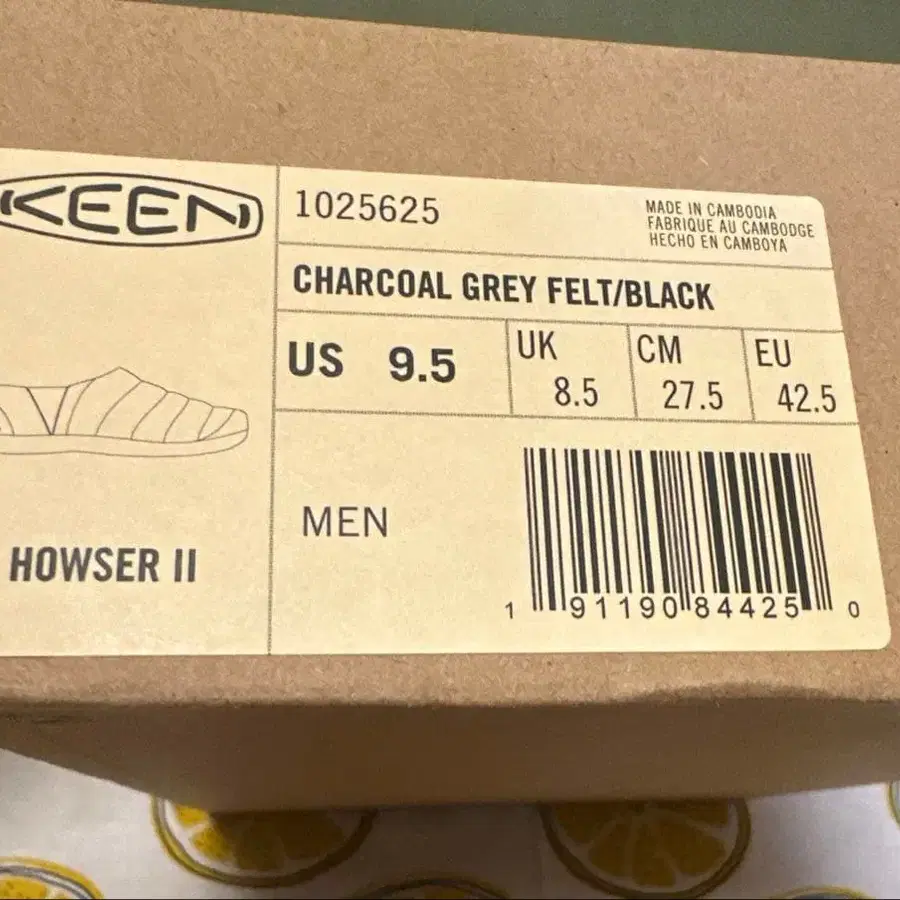 KEEN
1025625
MADE IN CAMBODIA
FABRIQUE AU CAMBODGE
HECHO EN CAMBOYA
CHARCOAL GREY FELT/BLACK
US 9.5
UK 8.5
CM 27.5
EU 42.5
MEN
HOWSER II
1 91190 84425 0